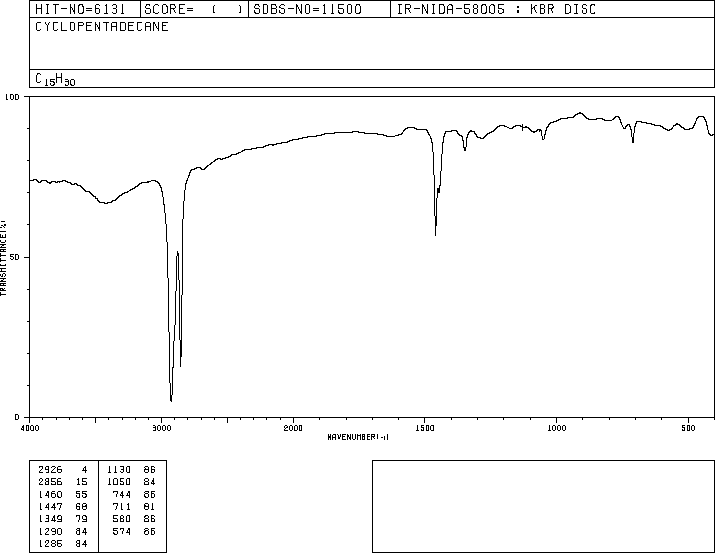 HIT-NO=6131 SCORE= ( ) SDBS-NO=11500 IR-NIDA-58005 : KBR DISC
CYCLOPENTADECANE
C15H30
100
50
0
TRANSMITTANCE(%)
4000 3000 2000 1500 1000 500
WAVENUMBER(-1)
2926 4 1130 86
2856 15 1050 84
1460 55 744 86
1447 68 711 81
1349 79 580 86
1290 84 574 86
1285 84